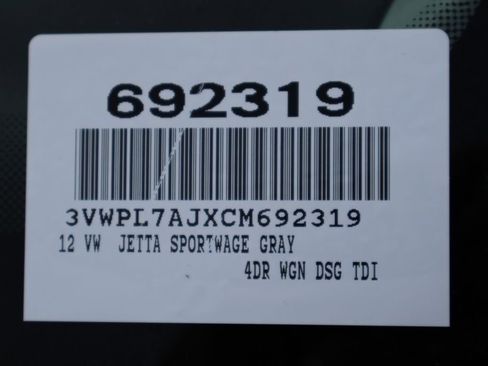 692319
3VWPL7AJXCM692319
12 VW JETTA SPORTWAGE GRAY
4DR WGN DSG TDI